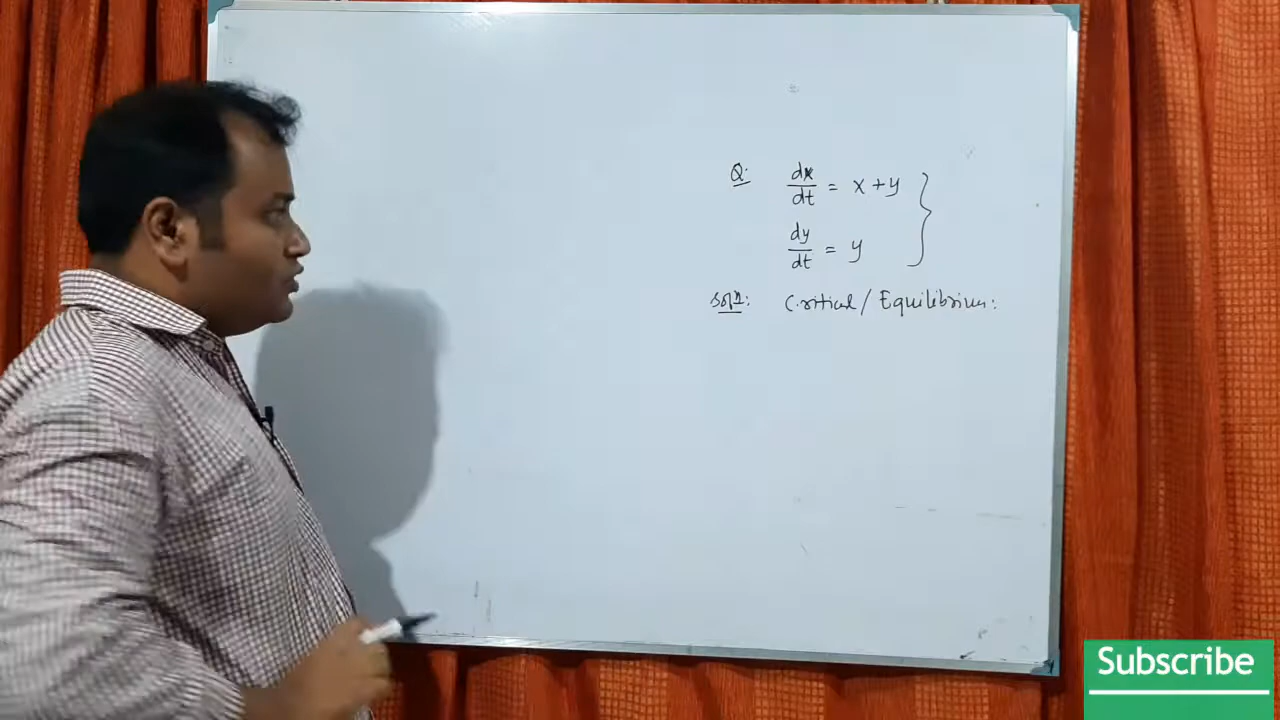 Q: dx/dt = x + y
dy/dt = y
Soln: Critical / Equilibrium:
Subscribe